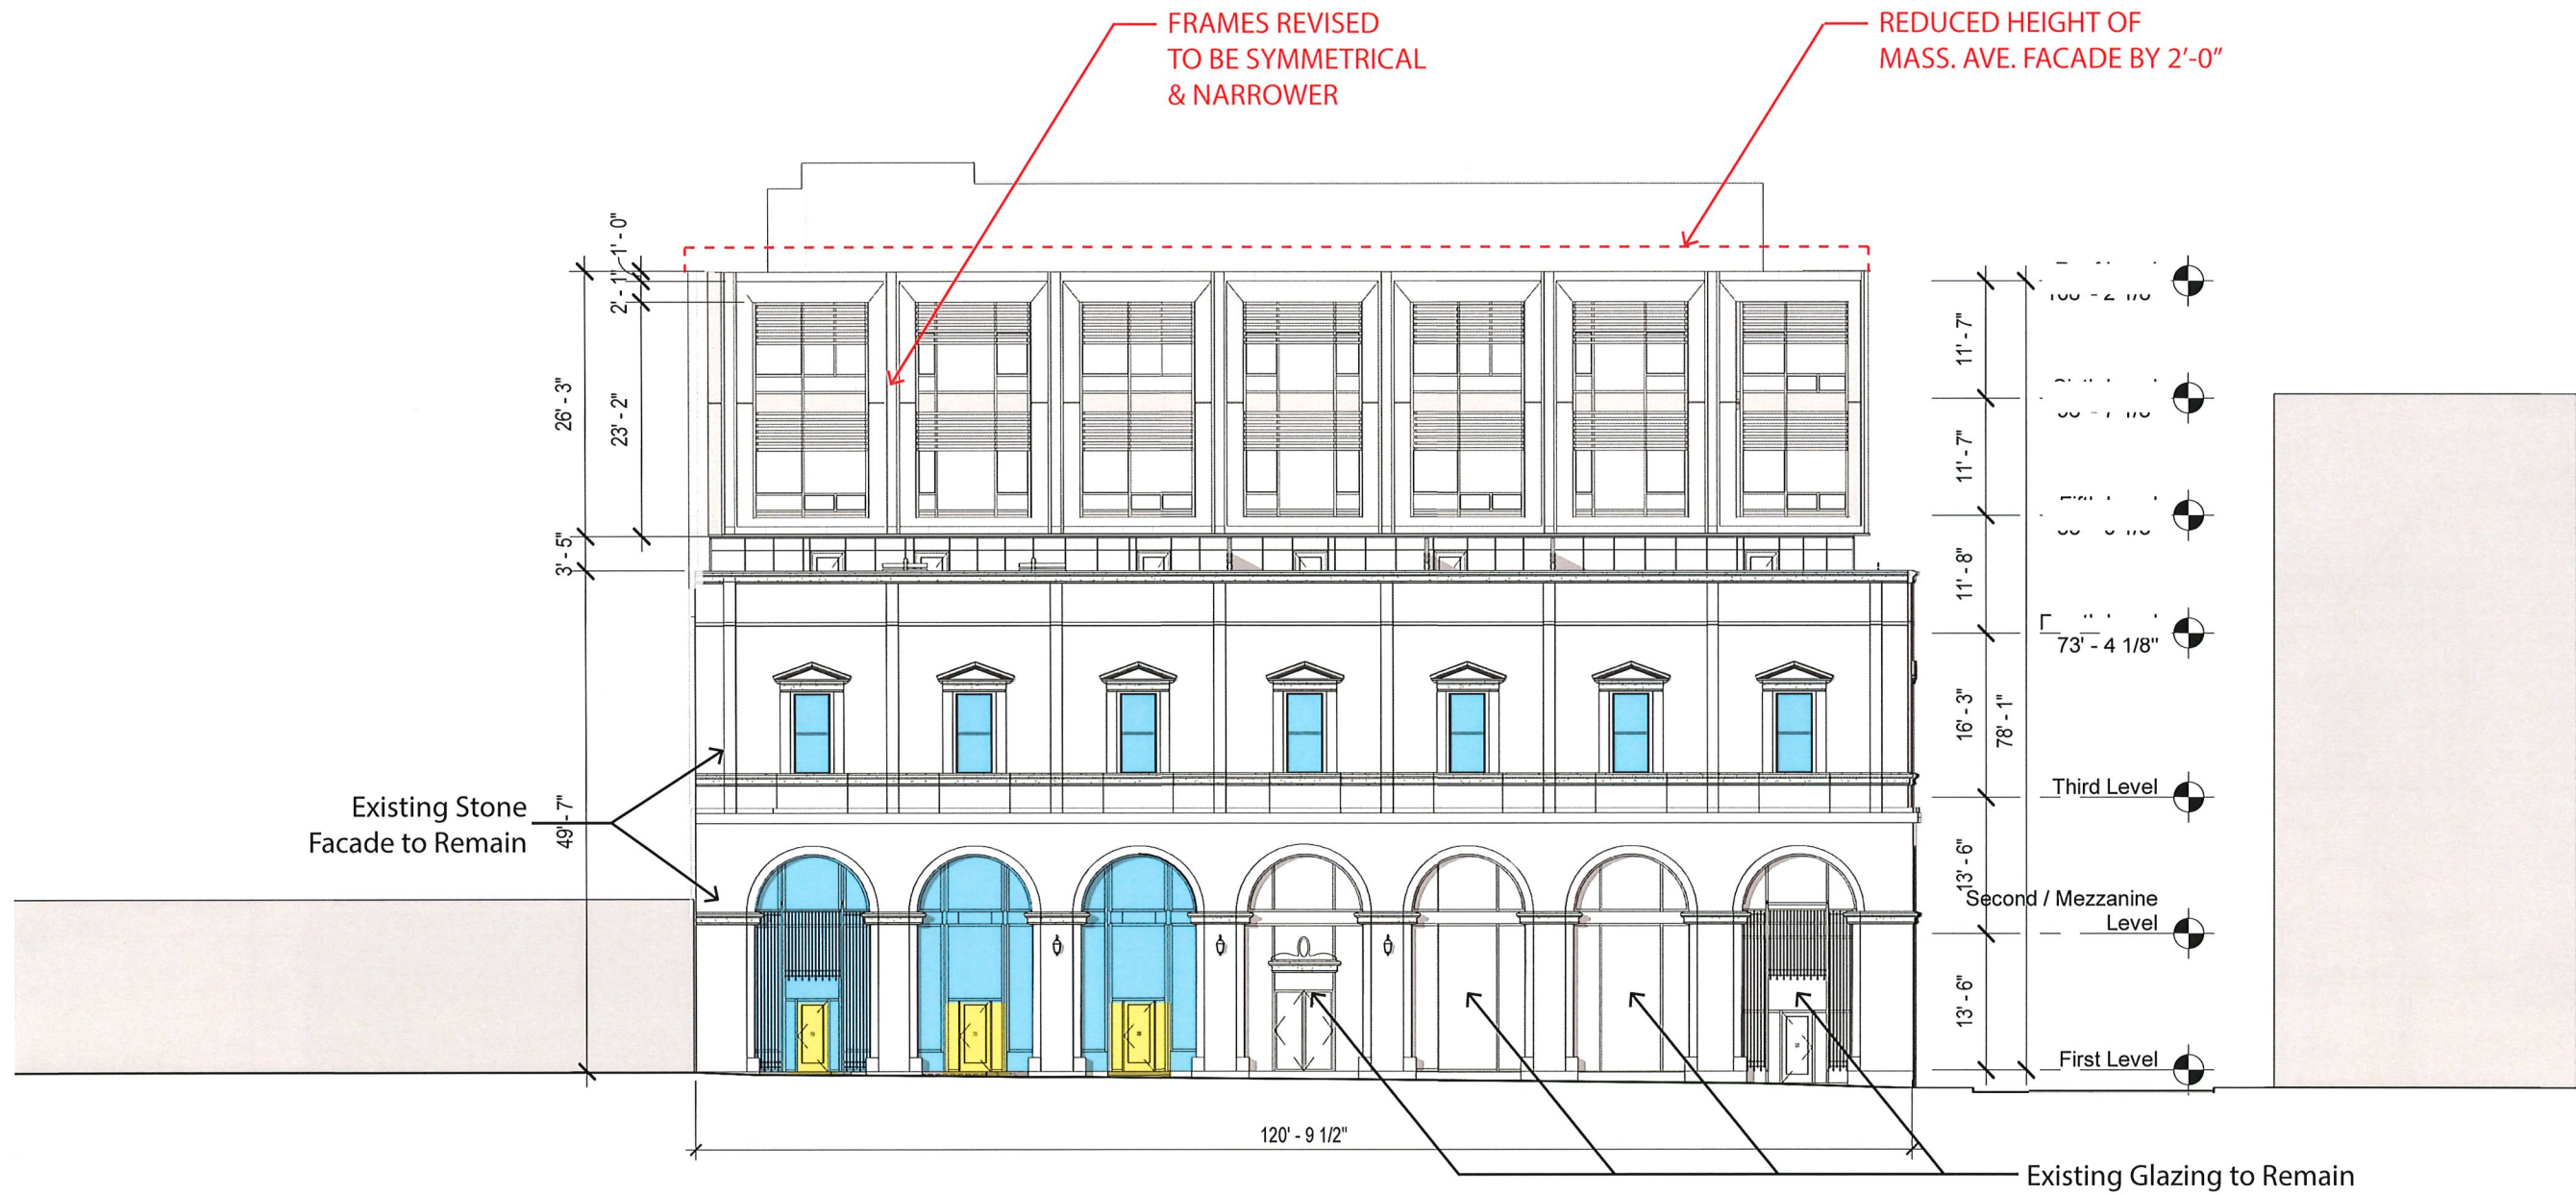 FRAMES REVISED
TO BE SYMMETRICAL
& NARROWER
REDUCED HEIGHT OF
MASS. AVE. FACADE BY 2'-0"
1' - 0"
2' - 1"
26' - 3"
23' - 2"
3' - 5"
49' - 7"
11' - 7"
11' - 7"
11' - 8"
73' - 4 1/8"
16' - 3"
78' - 1"
Third Level
13' - 6"
Second / Mezzanine
Level
13' - 6"
First Level
Existing Stone
Facade to Remain
120' - 9 1/2"
Existing Glazing to Remain